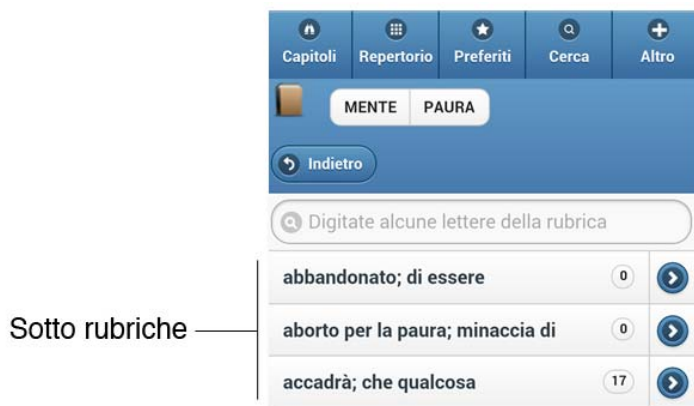 Capitoli Repertorio Preferiti Cerca Altro
MENTE PAURA
Indietro
Digitate alcune lettere della rubrica
abbandonato; di essere 0
Sotto rubriche
aborto per la paura; minaccia di 0
accadrà; che qualcosa 17